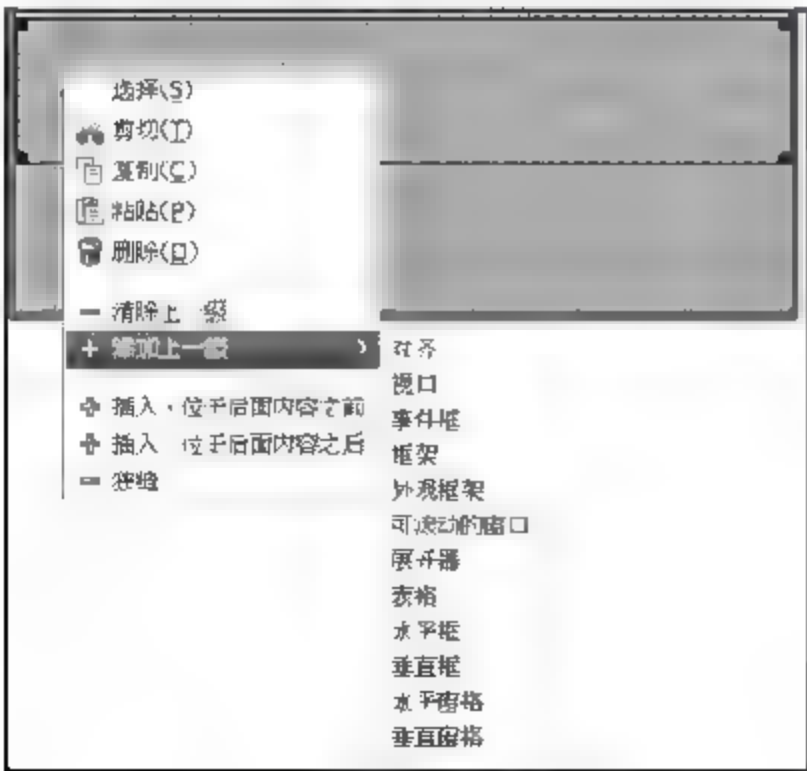 选择(S)
剪切(T)
复制(C)
粘贴(P)
删除(D)
清除上一级
添加上一级
插入，位于后面内容之前
插入，位于后面内容之后
对齐
视口
事件框
框架
外观框架
可滚动的窗口
展开器
表格
水平框
垂直框
水平窗格
垂直窗格